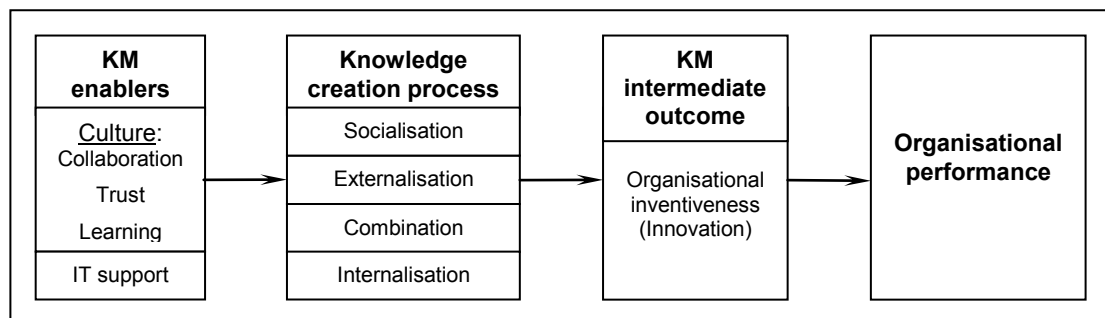 KM
enablers
Culture:
Collaboration
Trust
Learning
IT support
Knowledge
creation process
Socialisation
Externalisation
Combination
Internalisation
KM
intermediate
outcome
Organisational
inventiveness
(Innovation)
Organisational
performance